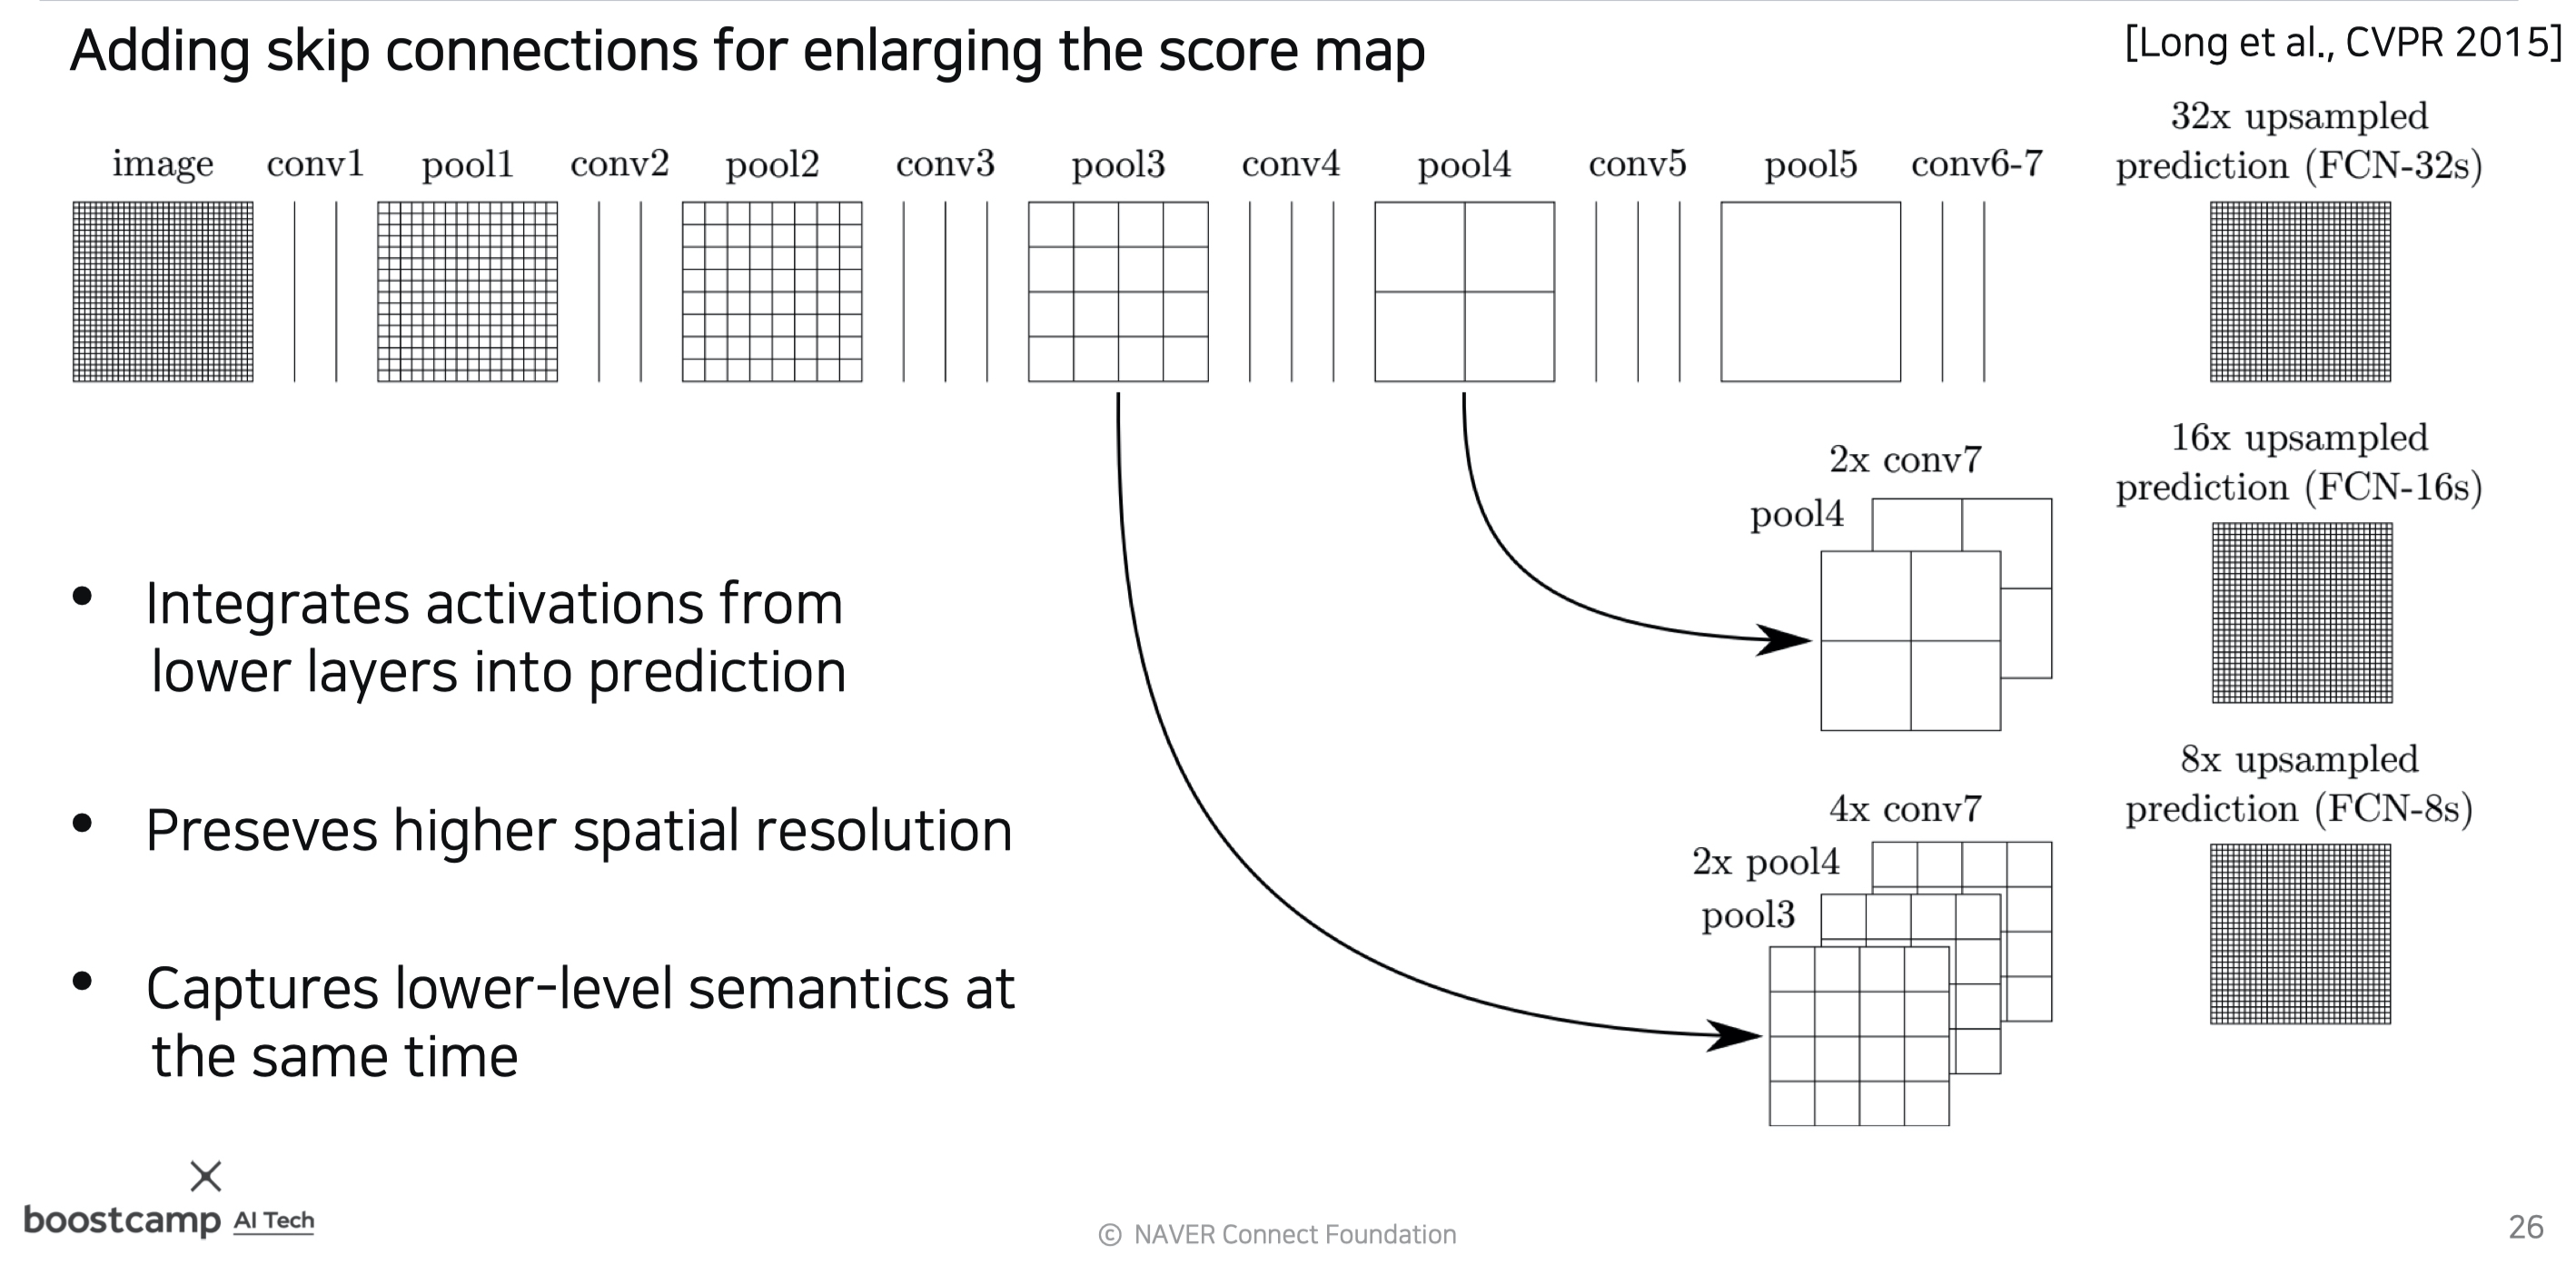 Adding skip connections for enlarging the score map
[Long et al., CVPR 2015]
image conv1 pool1 conv2 pool2 conv3 pool3 conv4 pool4 conv5 pool5 conv6-7
32x upsampled
prediction (FCN-32s)
2x conv7
pool4
16x upsampled
prediction (FCN-16s)
4x conv7
2x pool4
pool3
8x upsampled
prediction (FCN-8s)
• Integrates activations from
lower layers into prediction
• Preseves higher spatial resolution
• Captures lower-level semantics at
the same time
boostcamp AI Tech
© NAVER Connect Foundation
26